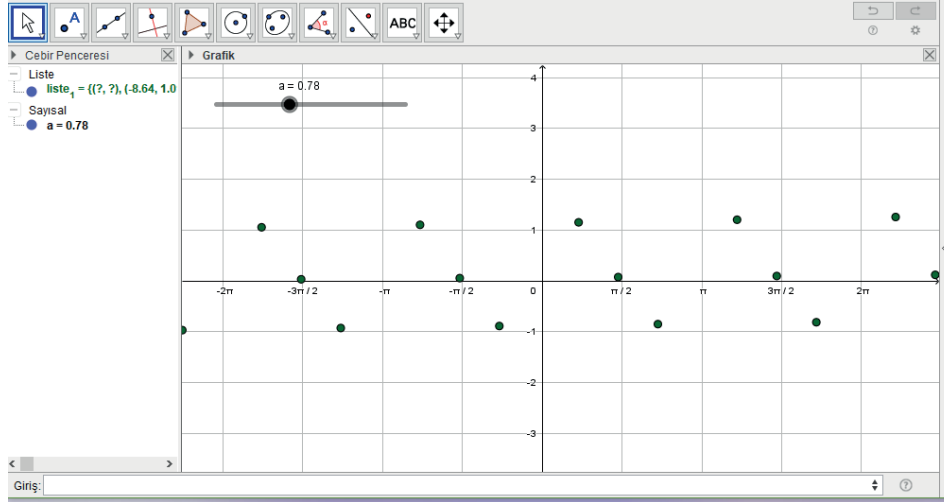 A
a
ABC
Cebir Penceresi
Grafik
Liste
liste1 = {(?, ?), (-8.64, 1.0
Sayısal
a = 0.78
a = 0.78
4
3
2
1
-2π -3π / 2 -π -π / 2 0 π / 2 π 3π / 2 2π
-1
-2
-3
Giriş: